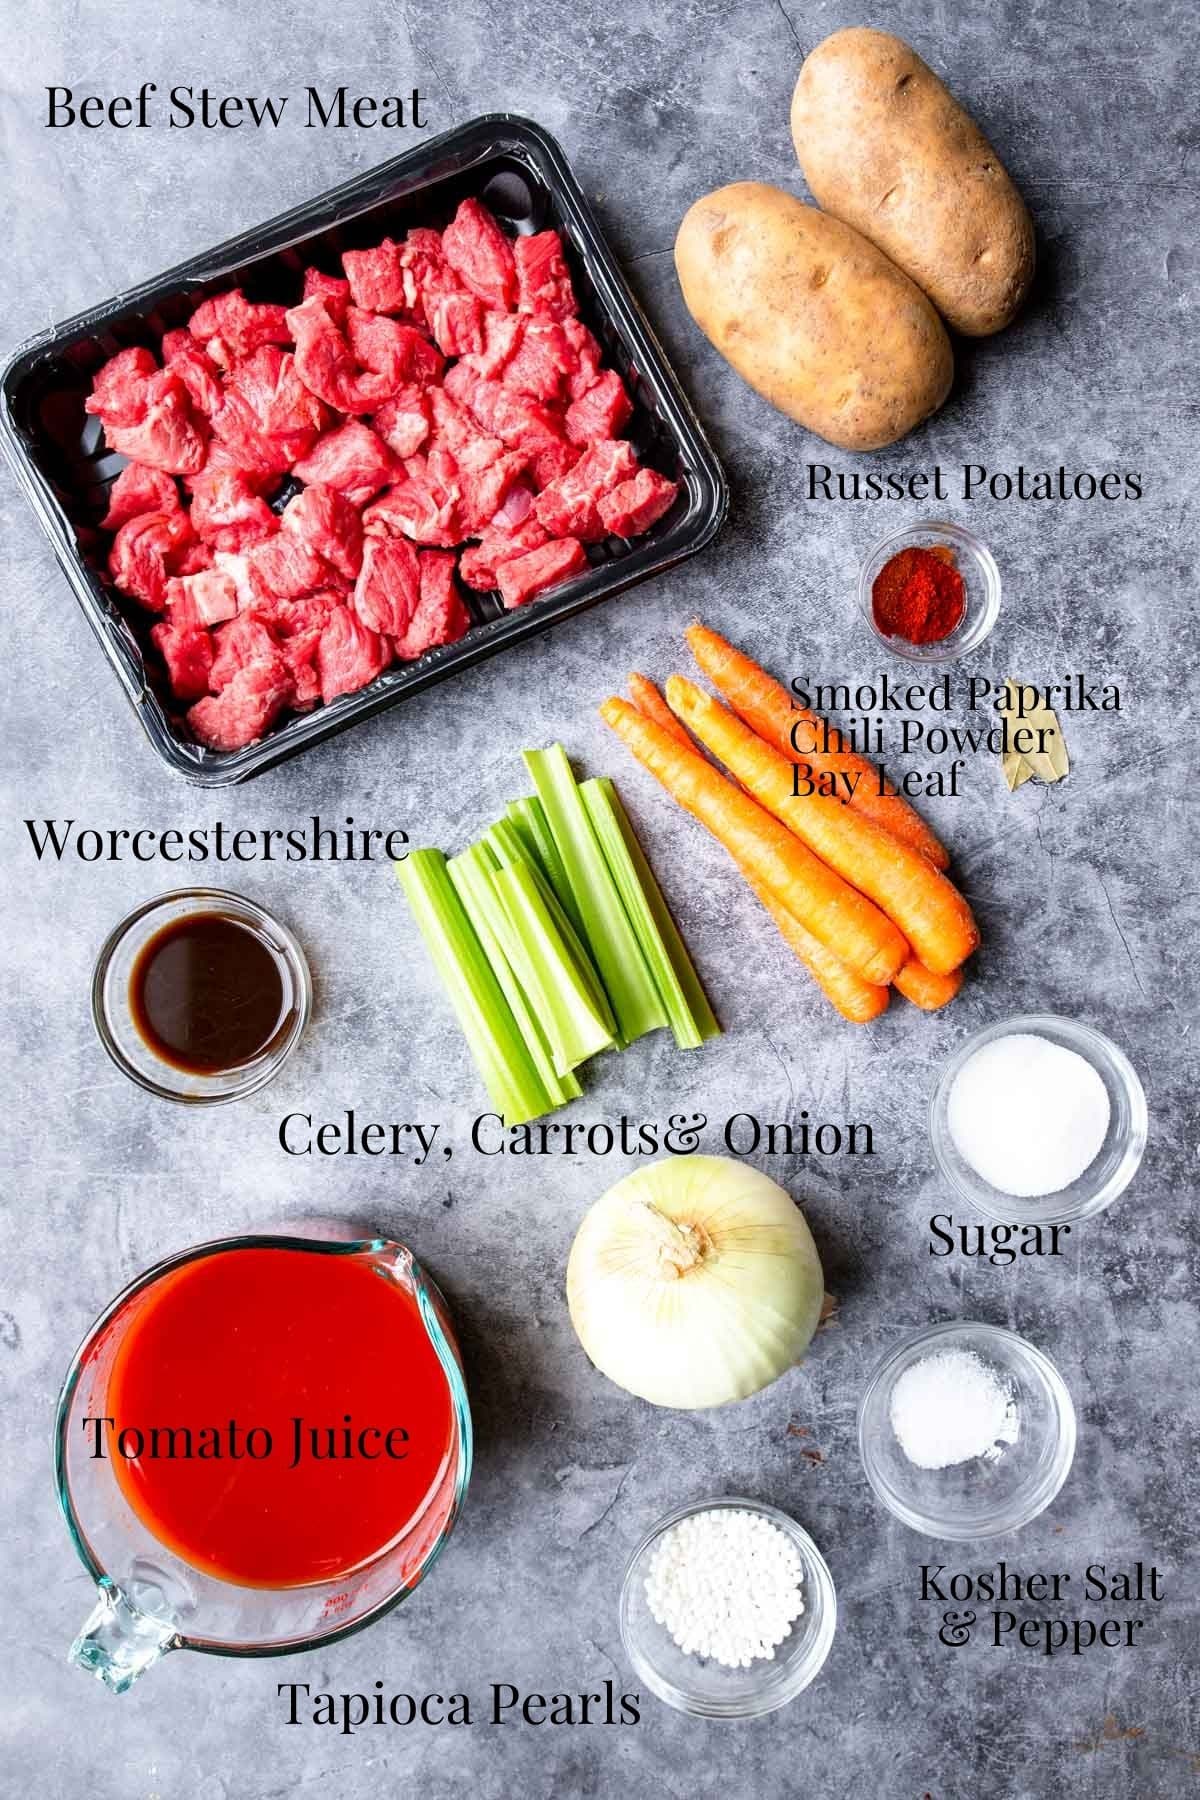 Beef Stew Meat
Russet Potatoes
Smoked Paprika
Chili Powder
Bay Leaf
Worcestershire
Celery, Carrots& Onion
Sugar
Tomato Juice
Kosher Salt
& Pepper
Tapioca Pearls